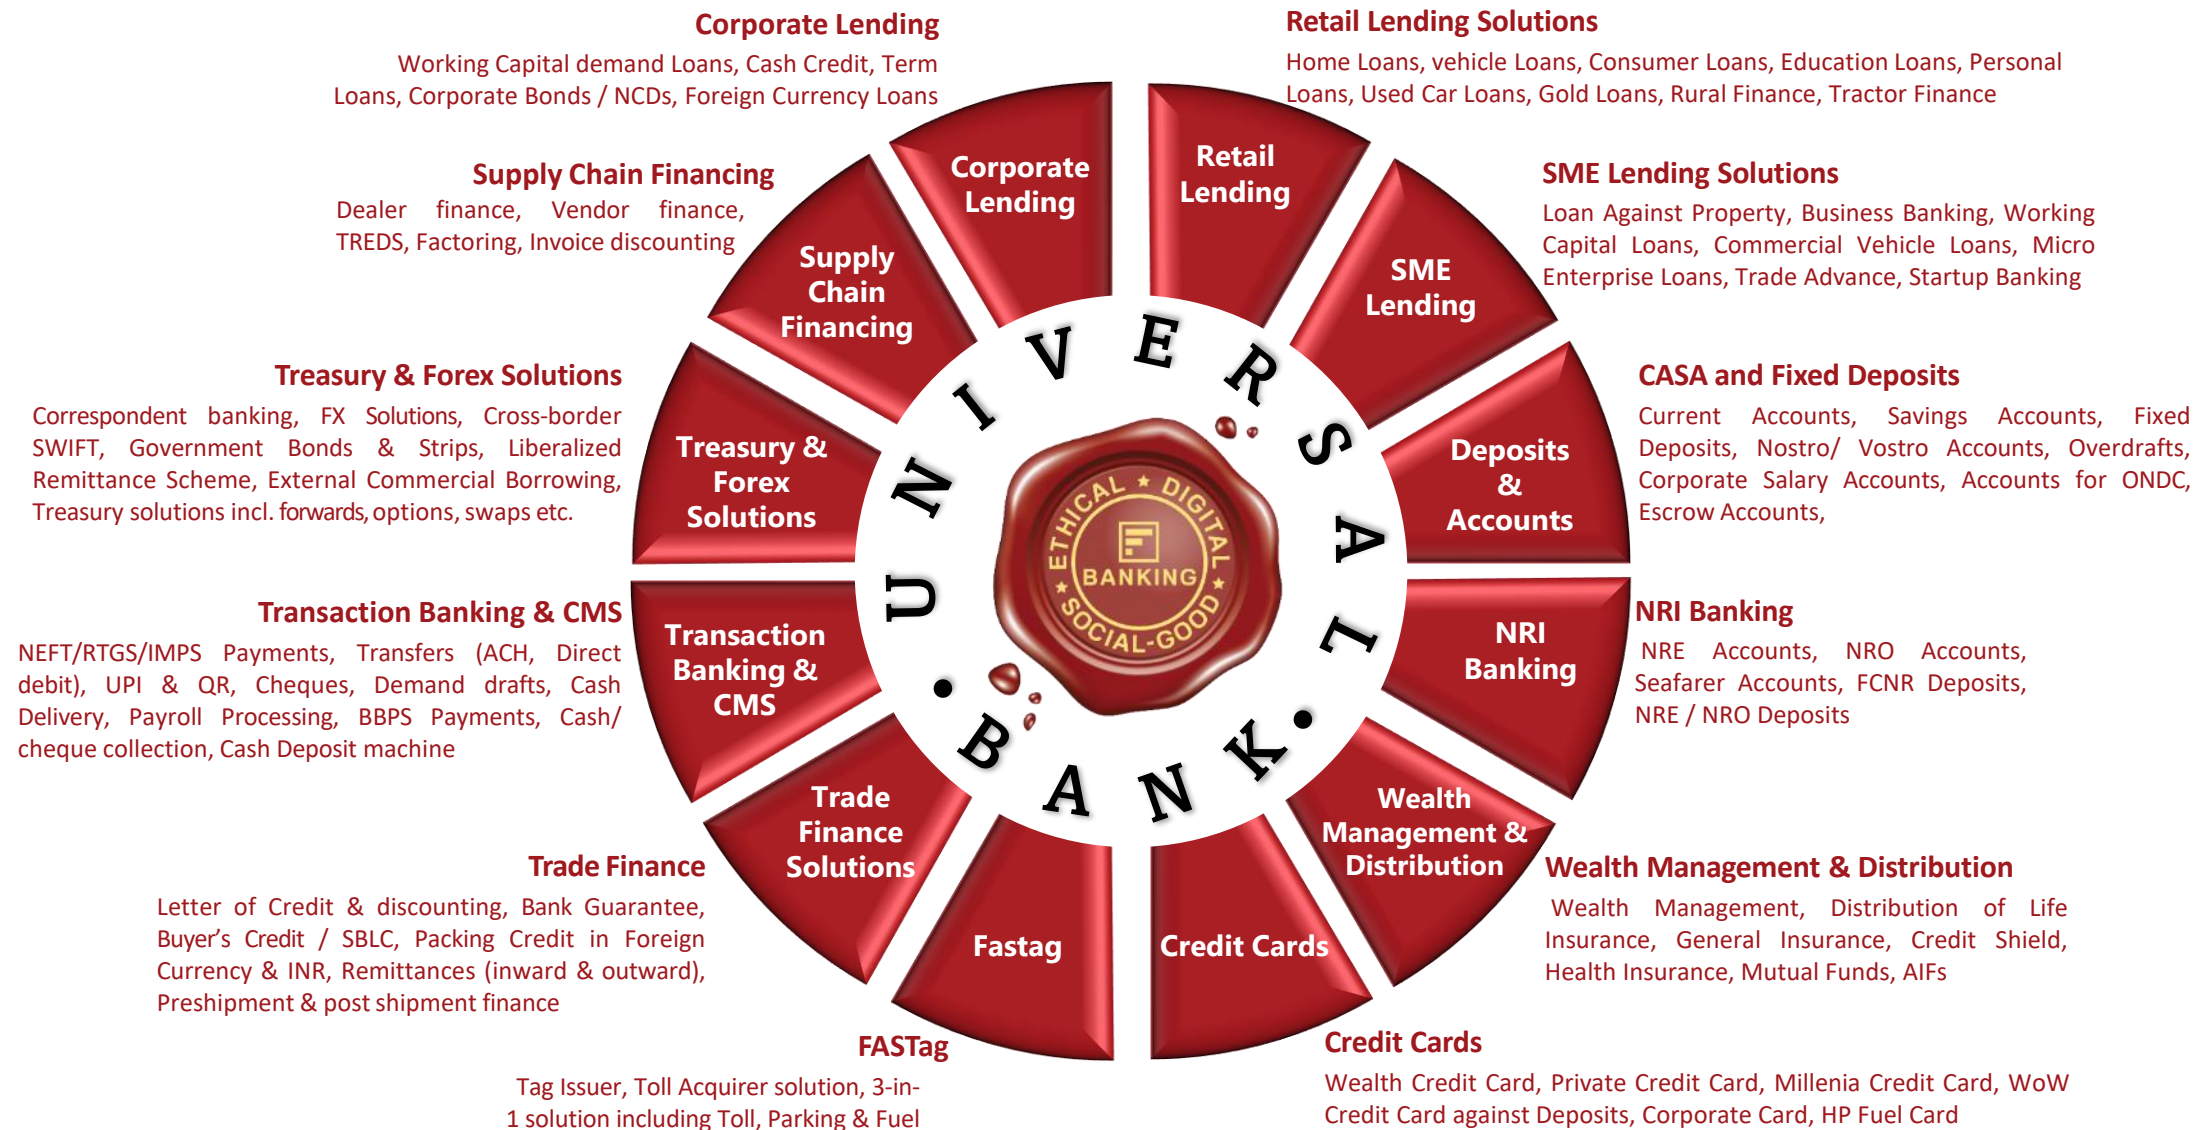 Corporate Lending
Working Capital demand Loans, Cash Credit, Term
Loans, Corporate Bonds / NCDs, Foreign Currency Loans
Retail Lending Solutions
Home Loans, vehicle Loans, Consumer Loans, Education Loans, Personal
Loans, Used Car Loans, Gold Loans, Rural Finance, Tractor Finance
Supply Chain Financing
Dealer finance, Vendor finance,
TREDS, Factoring, Invoice discounting
SME Lending Solutions
Loan Against Property, Business Banking, Working
Capital Loans, Commercial Vehicle Loans, Micro
Enterprise Loans, Trade Advance, Startup Banking
Treasury & Forex Solutions
Correspondent banking, FX Solutions, Cross-border
SWIFT, Government Bonds & Strips, Liberalized
Remittance Scheme, External Commercial Borrowing,
Treasury solutions incl. forwards, options, swaps etc.
CASA and Fixed Deposits
Current Accounts, Savings Accounts, Fixed
Deposits, Nostro/ Vostro Accounts, Overdrafts,
Corporate Salary Accounts, Accounts for ONDC,
Escrow Accounts,
Transaction Banking & CMS
NEFT/RTGS/IMPS Payments, Transfers (ACH, Direct
debit), UPI & QR, Cheques, Demand drafts, Cash
Delivery, Payroll Processing, BBPS Payments, Cash/
cheque collection, Cash Deposit machine
NRI Banking
NRE Accounts, NRO Accounts,
Seafarer Accounts, FCNR Deposits,
NRE / NRO Deposits
Trade Finance
Letter of Credit & discounting, Bank Guarantee,
Buyer's Credit / SBLC, Packing Credit in Foreign
Currency & INR, Remittances (inward & outward),
Preshipment & post shipment finance
Wealth Management & Distribution
Wealth Management, Distribution of Life
Insurance, General Insurance, Credit Shield,
Health Insurance, Mutual Funds, AIFs
FASTag
Tag Issuer, Toll Acquirer solution, 3-in-
1 solution including Toll, Parking & Fuel
Credit Cards
Wealth Credit Card, Private Credit Card, Millenia Credit Card, WoW
Credit Card against Deposits, Corporate Card, HP Fuel Card
Corporate
Lending
Retail
Lending
SME
Lending
Deposits
&
Accounts
NRI
Banking
Wealth
Management &
Distribution
Credit Cards
Fastag
Trade
Finance
Solutions
Transaction
Banking &
CMS
Treasury &
Forex
Solutions
Supply
Chain
Financing
UNIVERSAL
• BANK •
ETHICAL ★ DIGITAL
BANKING
★ SOCIAL-GOOD ★